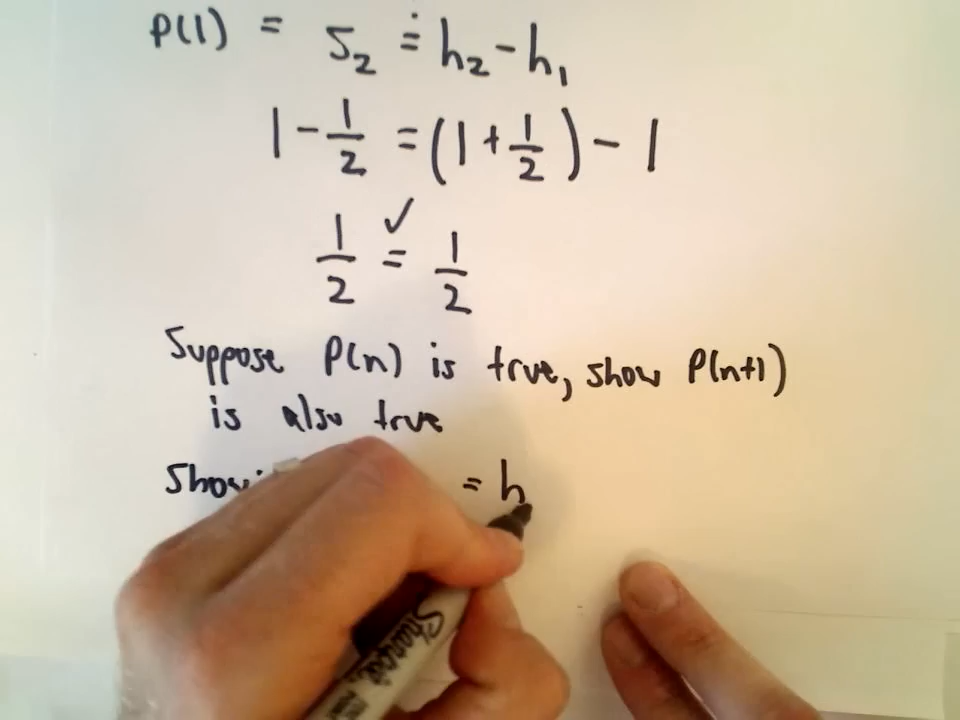 P(1) = S₂ ≐ h₂ - h₁
1 - 1/2 = (1 + 1/2) - 1
1/2 =✓ 1/2
Suppose P(n) is true, show P(n+1)
is also true
= h
Sharpie